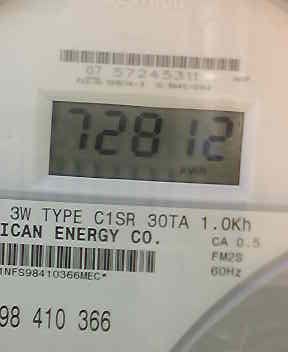 07 57245311
72812
3W TYPE C1SR 30TA 1.0Kh
ICAN ENERGY CO.
CA 0.5
FM2S
60Hz
1NFS98410366MEC*
98 410 366